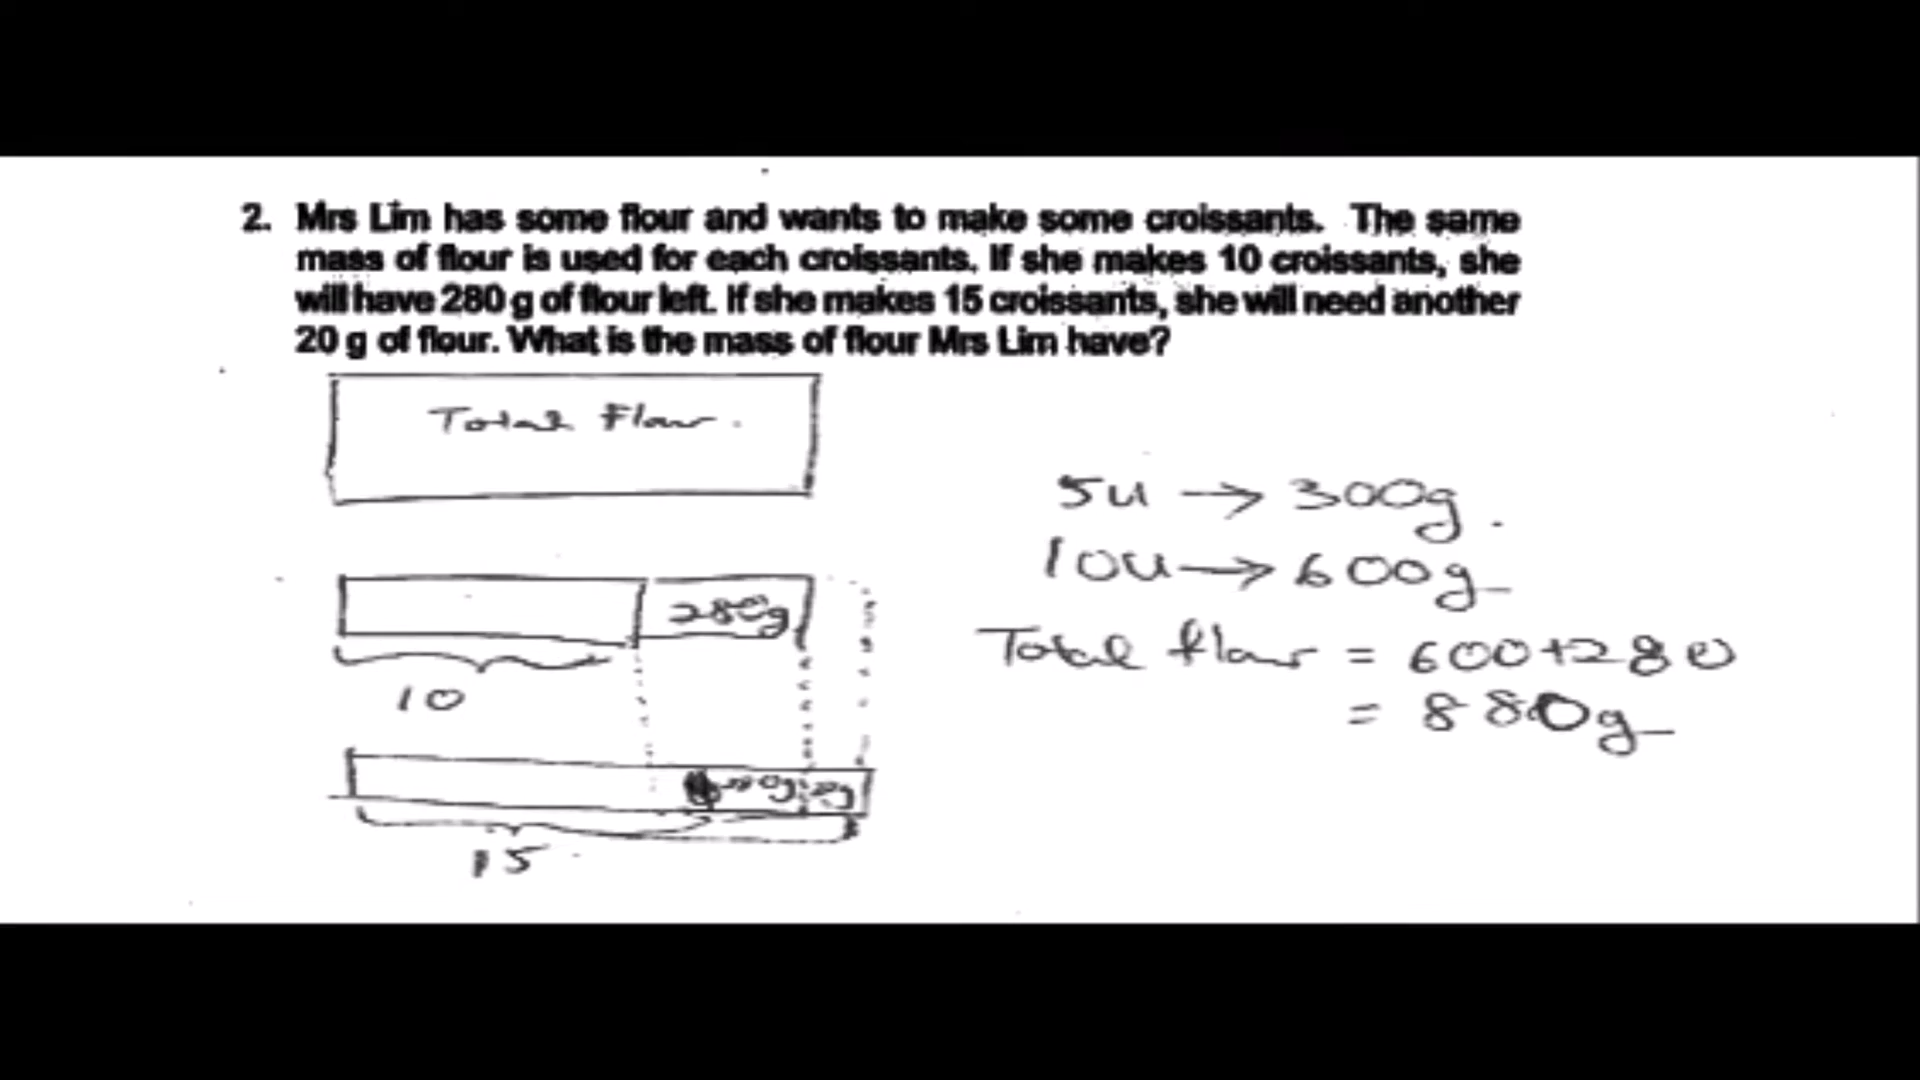 2. Mrs Lim has some flour and wants to make some croissants. The same
mass of flour is used for each croissants. If she makes 10 croissants, she
will have 280 g of flour left. If she makes 15 croissants, she will need another
20 g of flour. What is the mass of flour Mrs Lim have?
Total Flour.
5u → 300g.
10u → 600g
280g
Total flour = 600+280
10
= 880g
20g
15